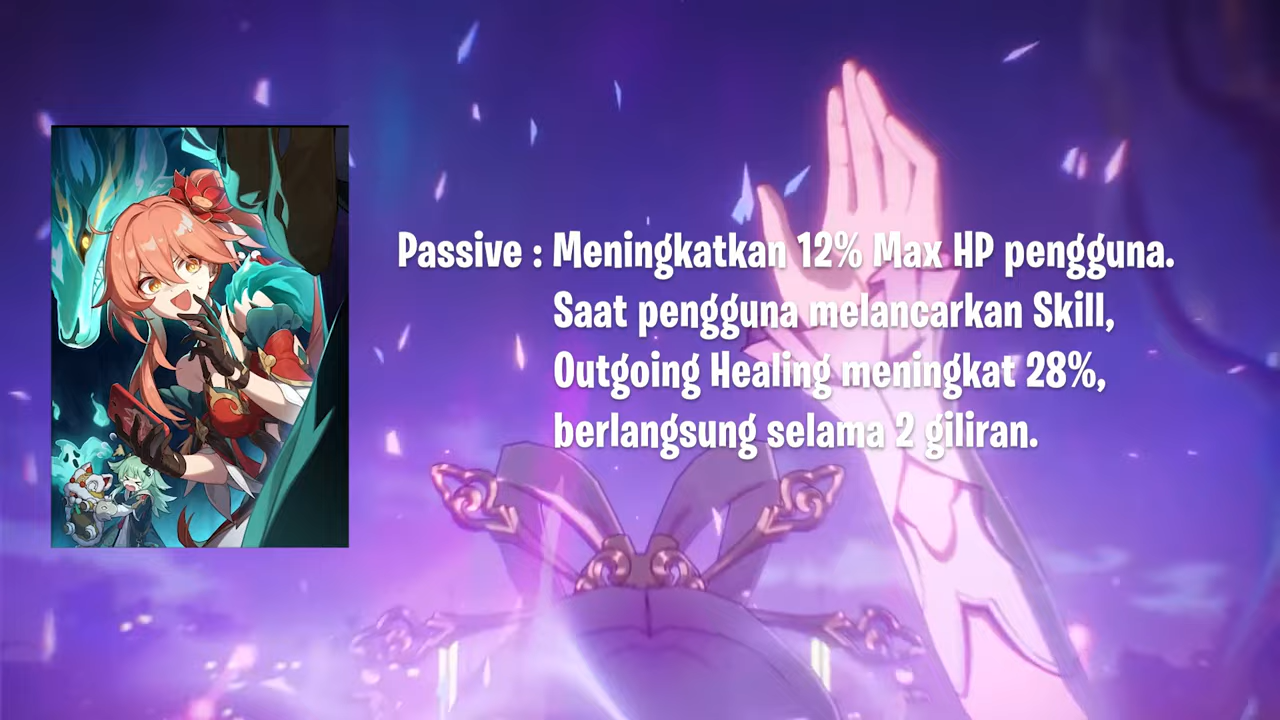 Passive : Meningkatkan 12% Max HP pengguna.
Saat pengguna melancarkan Skill,
Outgoing Healing meningkat 28%,
berlangsung selama 2 giliran.